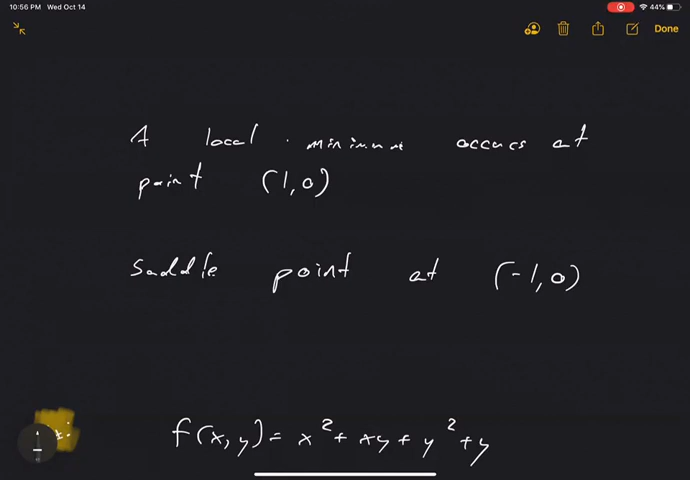 10:56 PM Wed Oct 14
44%
Done
A local minimum occurs at
point (1,0)
Saddle point at (-1,0)
f(x,y) = x² + xy + y² + y